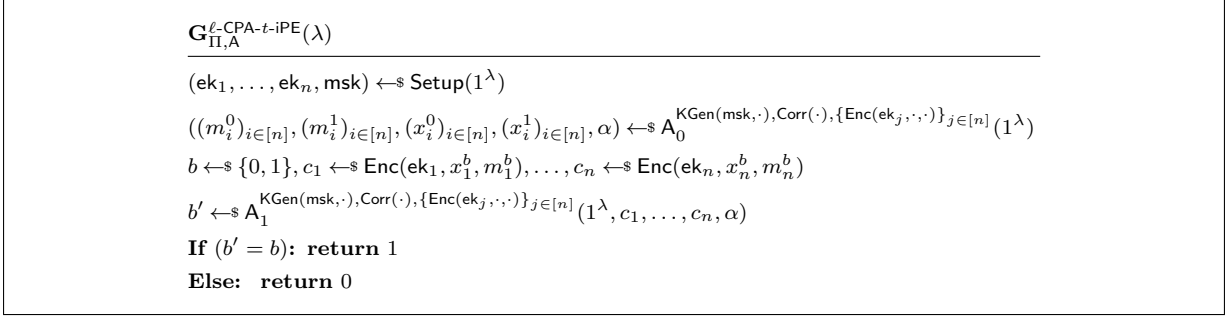 G^{ℓ-CPA-t-iPE}_{Π,A}(λ)
(ek_1, . . . , ek_n, msk) ←$ Setup(1^λ)
((m_i^0)_{i∈[n]}, (m_i^1)_{i∈[n]}, (x_i^0)_{i∈[n]}, (x_i^1)_{i∈[n]}, α) ←$ A_0^{KGen(msk,·),Corr(·),{Enc(ek_j,·,·)}_{j∈[n]}}(1^λ)
b ←$ {0, 1}, c_1 ←$ Enc(ek_1, x_1^b, m_1^b), . . . , c_n ←$ Enc(ek_n, x_n^b, m_n^b)
b′ ←$ A_1^{KGen(msk,·),Corr(·),{Enc(ek_j,·,·)}_{j∈[n]}}(1^λ, c_1, . . . , c_n, α)
If (b′ = b): return 1
Else: return 0